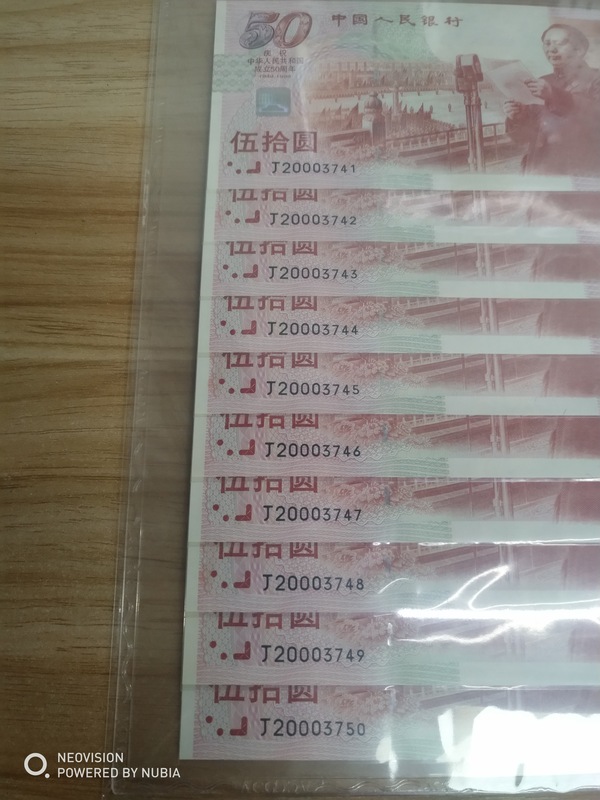 50
中国人民银行
庆祝
中华人民共和国
成立50周年
1949-1999
伍拾圆
J20003741
伍拾圆
J20003742
伍拾圆
J20003743
伍拾圆
J20003744
伍拾圆
J20003745
伍拾圆
J20003746
伍拾圆
J20003747
伍拾圆
J20003748
伍拾圆
J20003749
伍拾圆
J20003750
NEOVISION
POWERED BY NUBIA